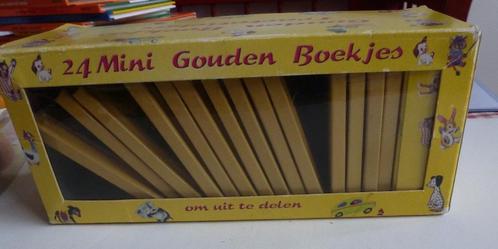 24 Mini Gouden Boekjes
om uit te delen